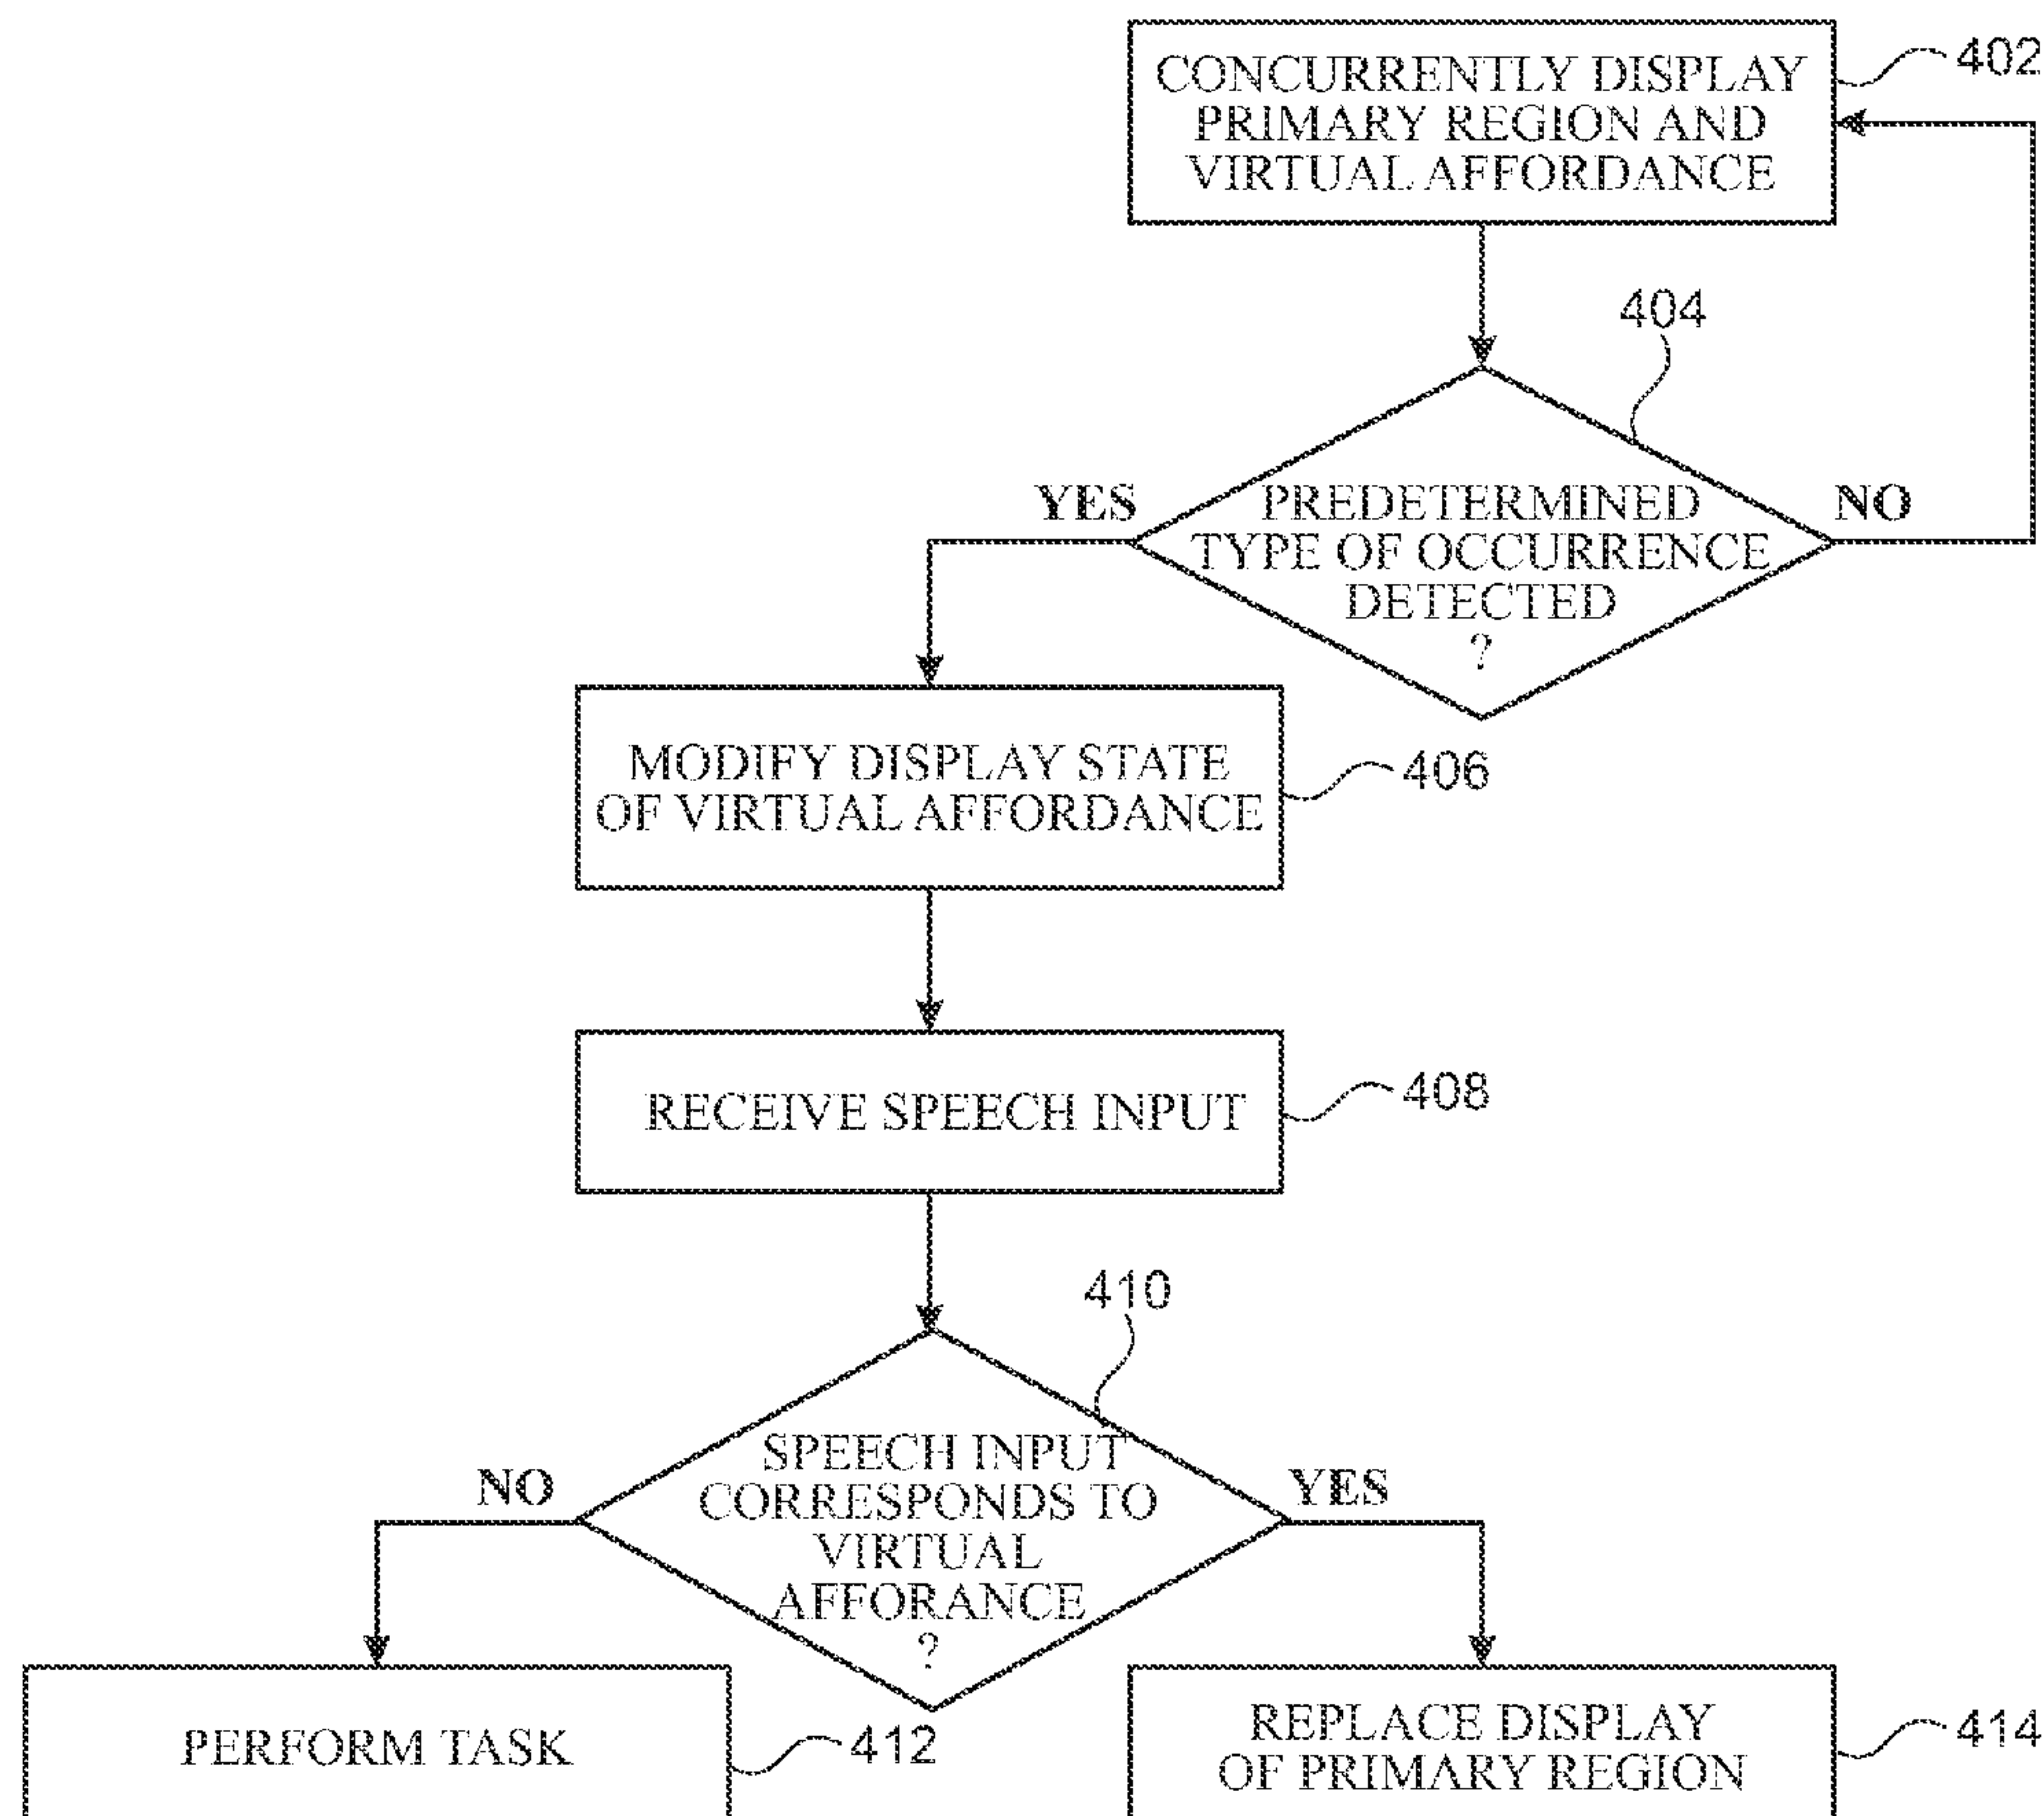 CONCURRENTLY DISPLAY
PRIMARY REGION AND
VIRTUAL AFFORDANCE
402
404
YES
PREDETERMINED
TYPE OF OCCURRENCE
DETECTED
?
NO
MODIFY DISPLAY STATE
OF VIRTUAL AFFORDANCE
406
RECEIVE SPEECH INPUT
408
410
NO
SPEECH INPUT
CORRESPONDS TO
VIRTUAL
AFFORANCE
?
YES
PERFORM TASK
412
REPLACE DISPLAY
OF PRIMARY REGION
414